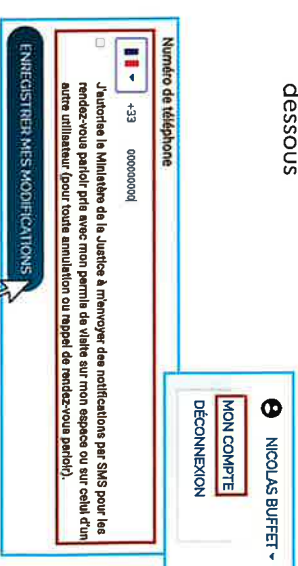 dessous
NICOLAS BUFFET
MON COMPTE
DÉCONNEXION
Numéro de téléphone
+33 000000000
J'autorise le Ministère de la Justice à m'envoyer des notifications par SMS pour les
rendez-vous parloir pris avec mon permis de visite sur mon espace ou sur celui d'un
autre utilisateur (pour toute annulation ou rappel de rendez-vous parloir).
ENREGISTRER MES MODIFICATIONS